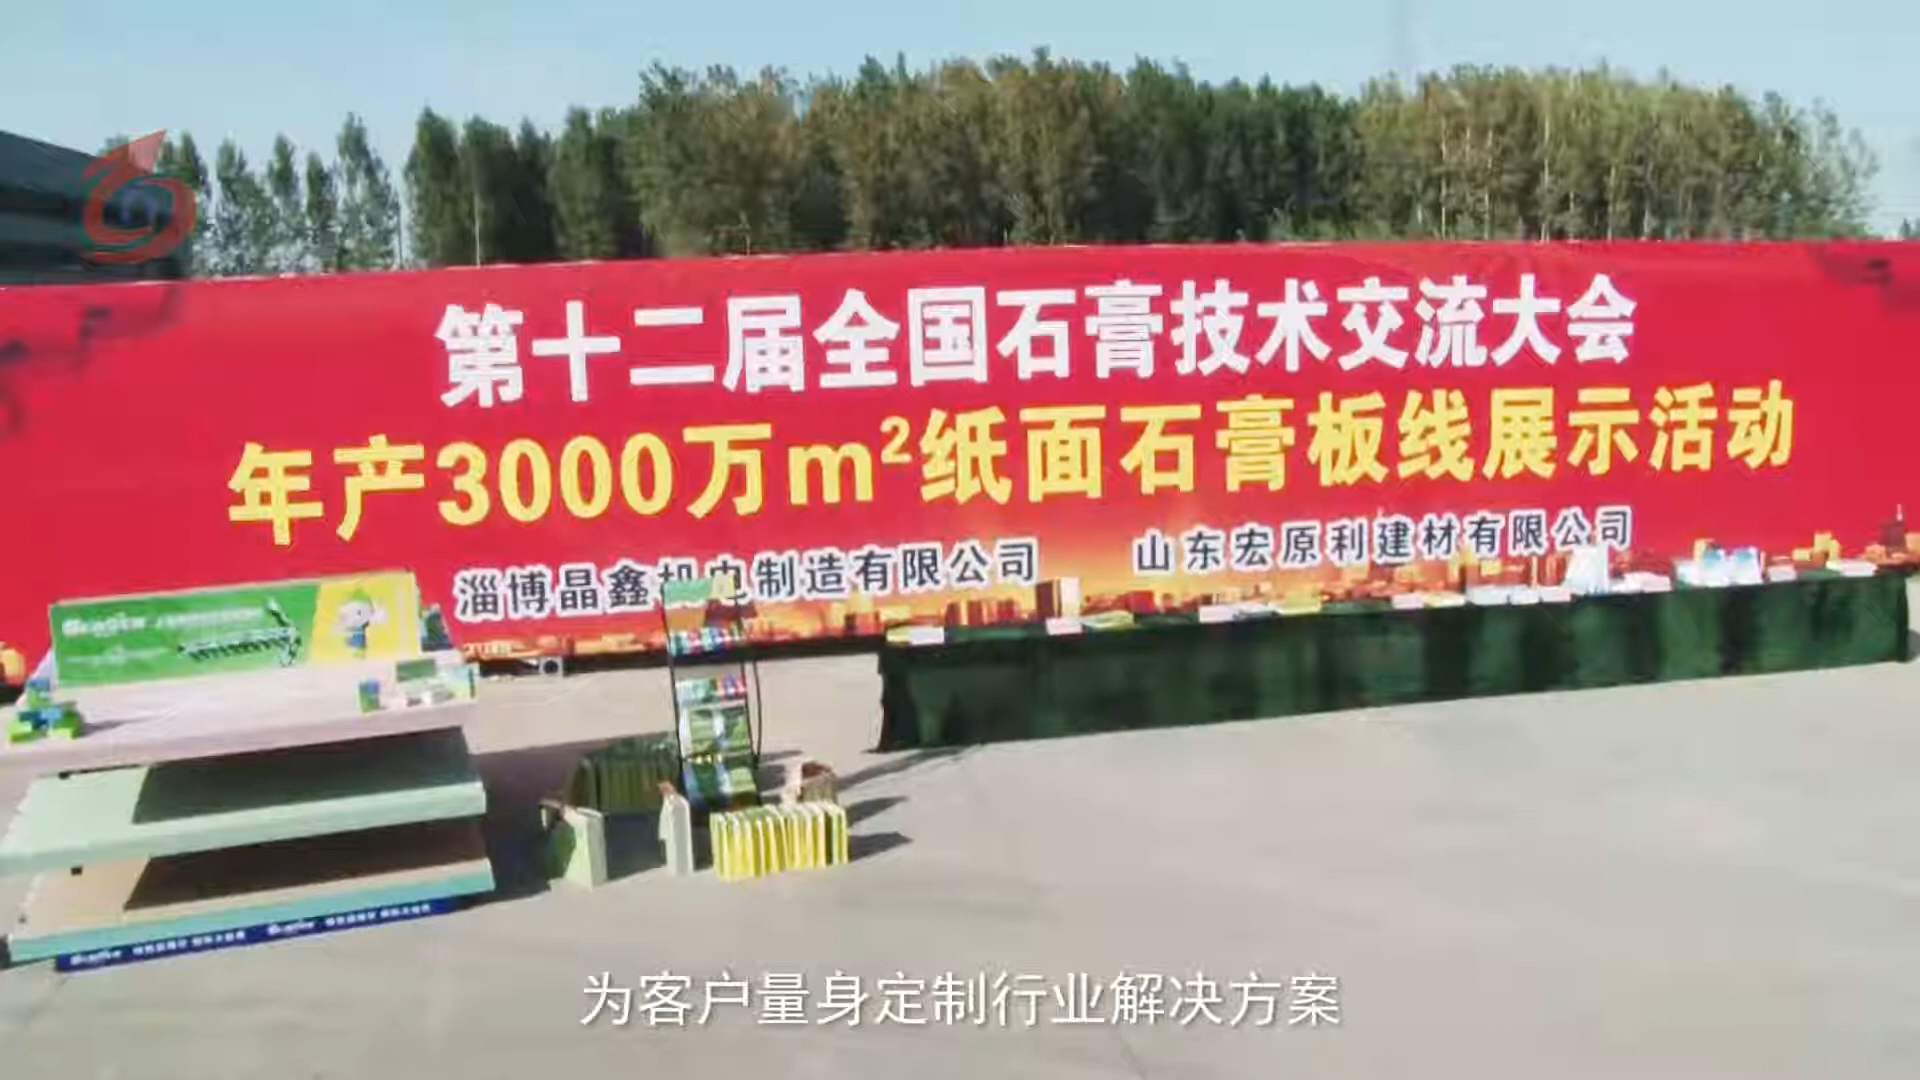 第十二届全国石膏技术交流大会
年产3000万m²纸面石膏板线展示活动
淄博晶鑫机电制造有限公司 山东宏原利建材有限公司
为客户量身定制行业解决方案